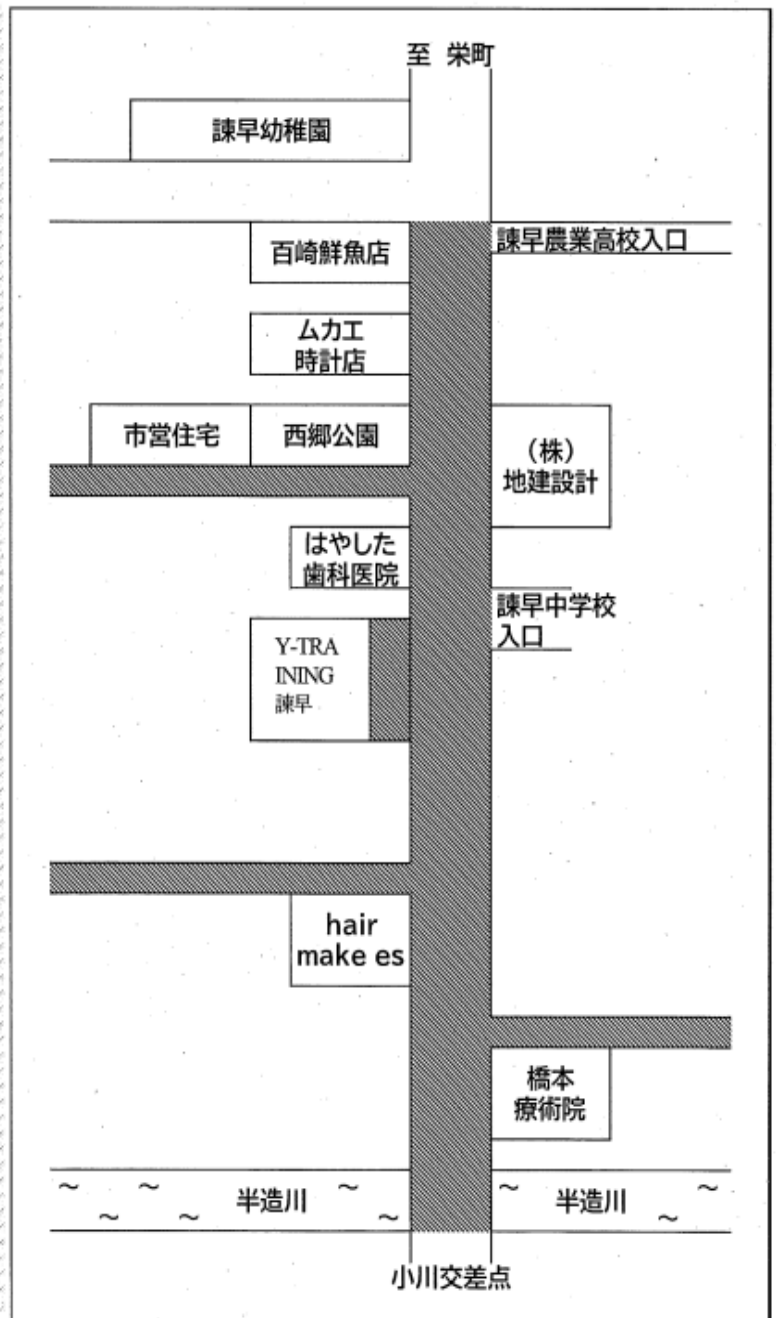 至 栄町
諫早幼稚園
百崎鮮魚店
諫早農業高校入口
ムカエ
時計店
市営住宅
西郷公園
（株）
地建設計
はやした
歯科医院
諫早中学校
入口
Y-TRA
INING
諫早
hair
make es
橋本
療術院
半造川
半造川
小川交差点